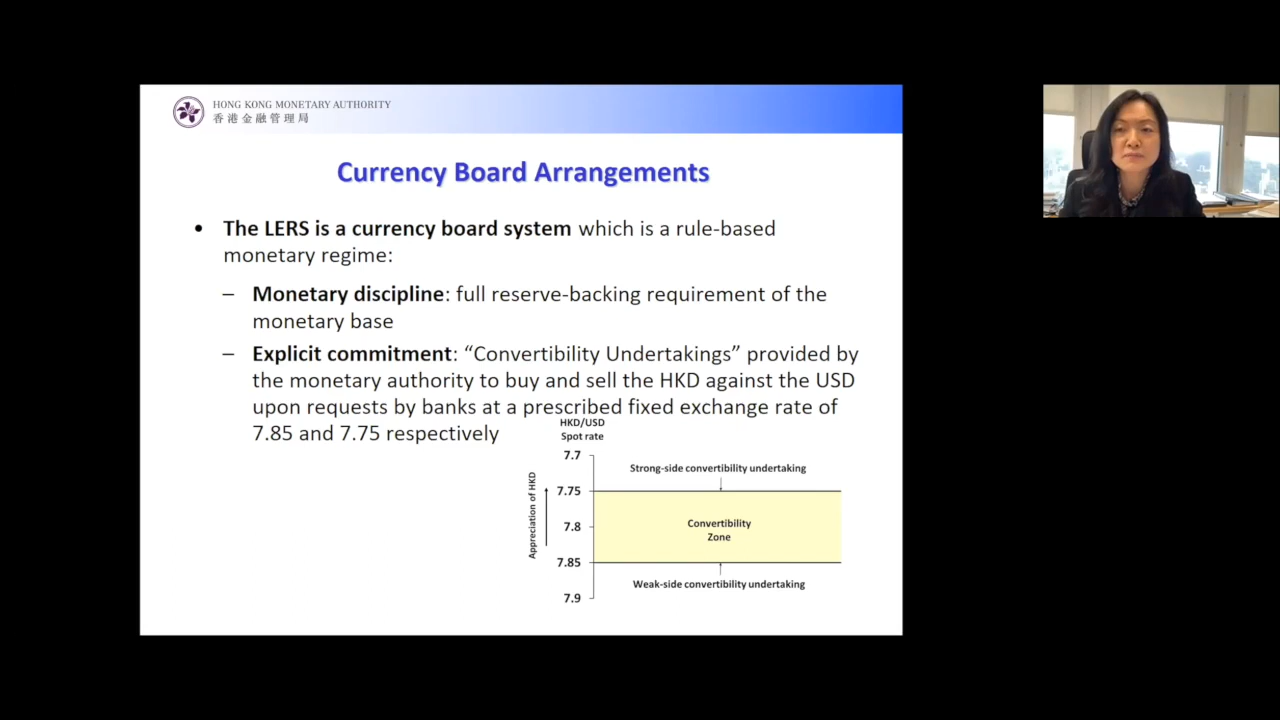 HONG KONG MONETARY AUTHORITY
香港金融管理局
Currency Board Arrangements
• The LERS is a currency board system which is a rule-based
monetary regime:
– Monetary discipline: full reserve-backing requirement of the
monetary base
– Explicit commitment: “Convertibility Undertakings” provided by
the monetary authority to buy and sell the HKD against the USD
upon requests by banks at a prescribed fixed exchange rate of
7.85 and 7.75 respectively
HKD/USD
Spot rate
7.7
Strong-side convertibility undertaking
Appreciation of HKD
7.75
7.8
Convertibility
Zone
7.85
Weak-side convertibility undertaking
7.9